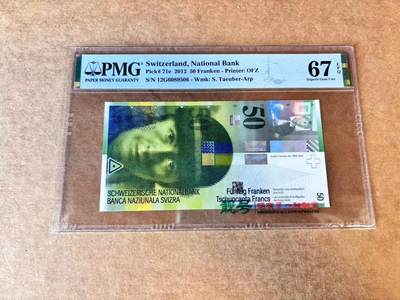 PMG
PAPER MONEY GUARANTY
Switzerland, National Bank
Pick# 71e 2012 50 Franken - Printer: OFZ
S/N 12G6088506 - Wmk: S. Taeuber-Arp
67 EPQ
Superb Gem Unc
50
SCHWEIZERISCHE NATIONALBANK
BANCA NAZIUNALA SVIZRA
Fünfzig Franken
Tschuncanta Francs
50